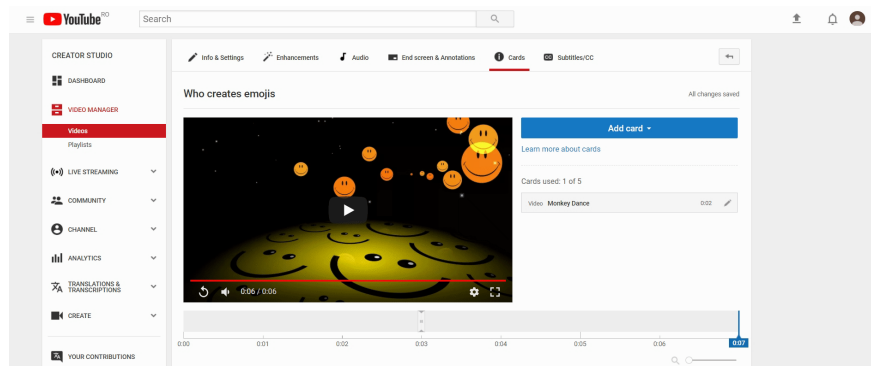 YouTube RO
Search
CREATOR STUDIO
DASHBOARD
VIDEO MANAGER
Videos
Playlists
LIVE STREAMING
COMMUNITY
CHANNEL
ANALYTICS
TRANSLATIONS &
TRANSCRIPTIONS
CREATE
YOUR CONTRIBUTIONS
Info & Settings Enhancements Audio End screen & Annotations Cards CC Subtitles/CC
Who creates emojis All changes saved
0:06 / 0:06
Add card
Learn more about cards
Cards used: 1 of 5
Video Monkey Dance 0:02
0:00 0:01 0:02 0:03 0:04 0:05 0:06 0:07